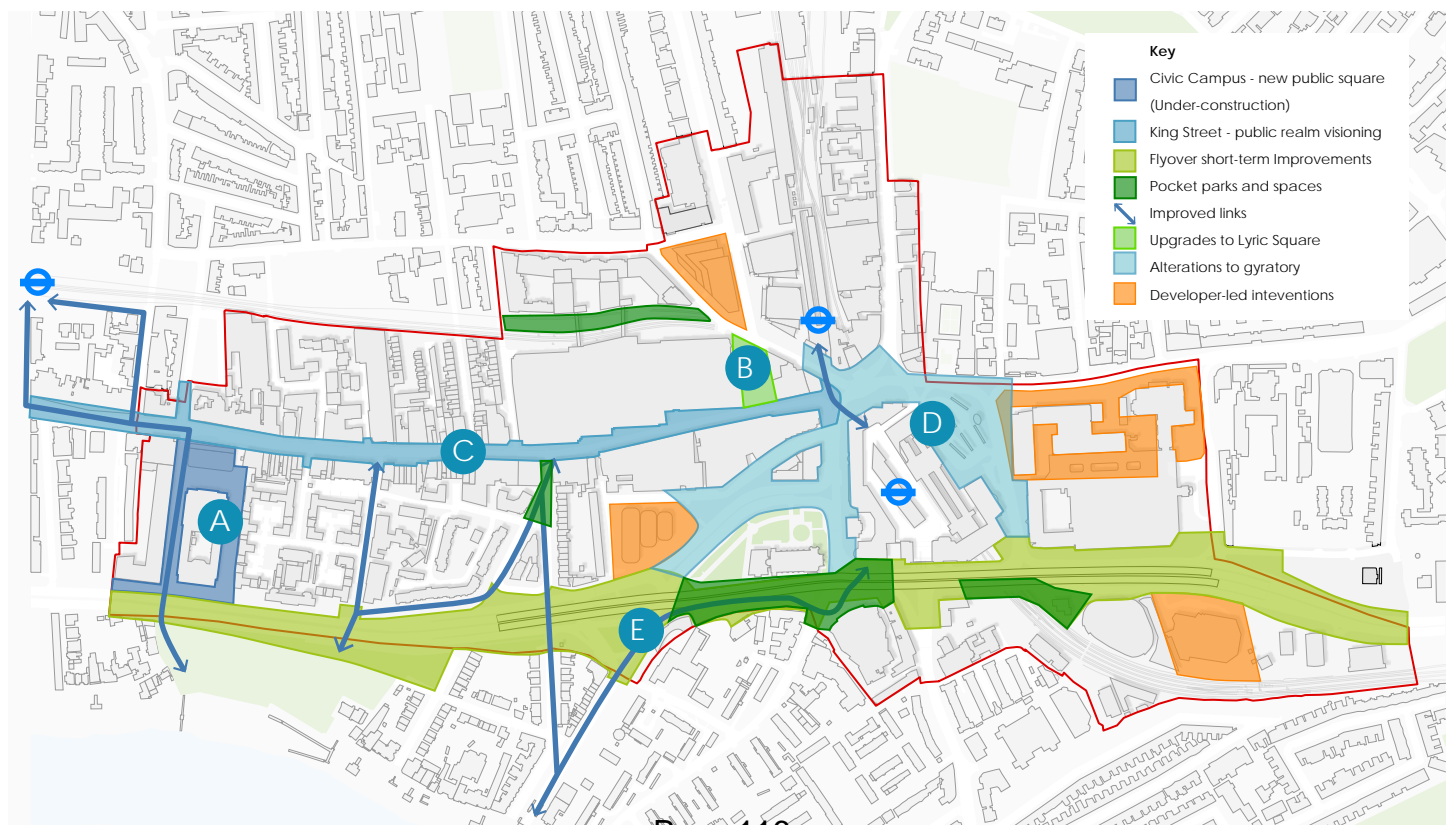 Key
Civic Campus - new public square
(Under-construction)
King Street - public realm visioning
Flyover short-term Improvements
Pocket parks and spaces
Improved links
Upgrades to Lyric Square
Alterations to gyratory
Developer-led inteventions
B
D
C
A
E